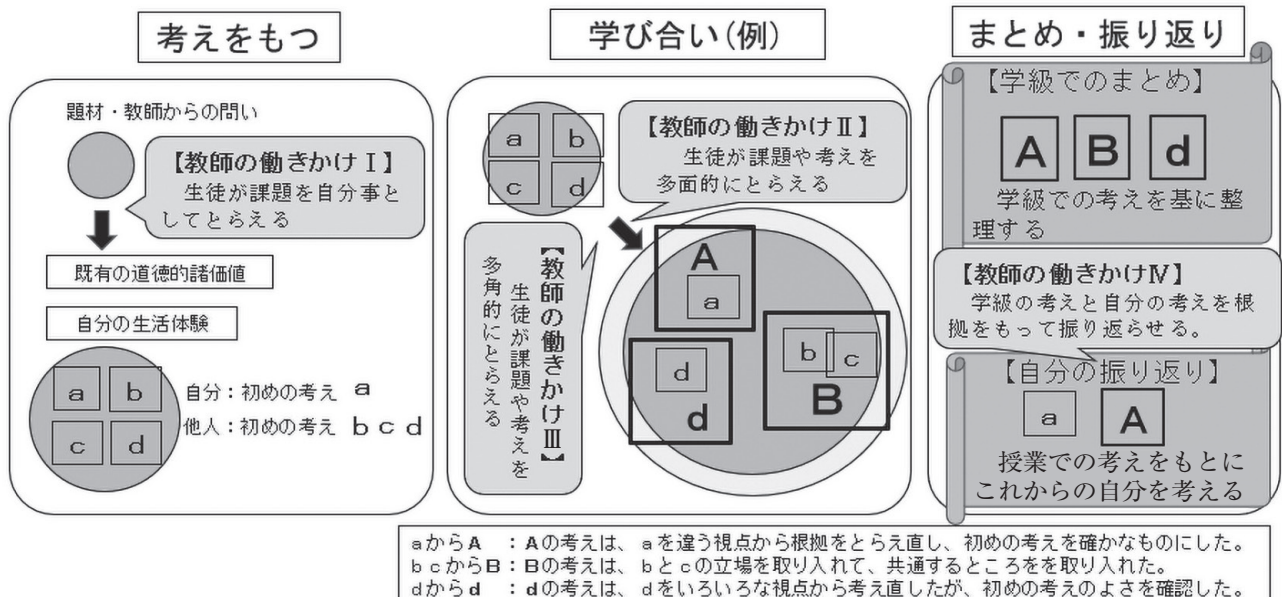 考えをもつ
題材・教師からの問い
【教師の働きかけⅠ】
生徒が課題を自分事と
してとらえる
既有の道徳的諸価値
自分の生活体験
a b
c d
自分：初めの考え a
他人：初めの考え b c d
学び合い(例)
a b
c d
【教師の働きかけⅡ】
生徒が課題や考えを
多面的にとらえる
【教師の働きかけⅢ】
生徒が課題や考えを
多角的にとらえる
A
a
b c
B
d
d
まとめ・振り返り
【学級でのまとめ】
A B d
学級での考えを基に整
理する
【教師の働きかけⅣ】
学級の考えと自分の考えを根
拠をもって振り返らせる。
【自分の振り返り】
a A
授業での考えをもとに
これからの自分を考える
aからA ：Aの考えは、aを違う視点から根拠をとらえ直し、初めの考えを確かなものにした。
b cからB：Bの考えは、bとcの立場を取り入れて、共通するところをを取り入れた。
dからd ：dの考えは、dをいろいろな視点から考え直したが、初めの考えのよさを確認した。